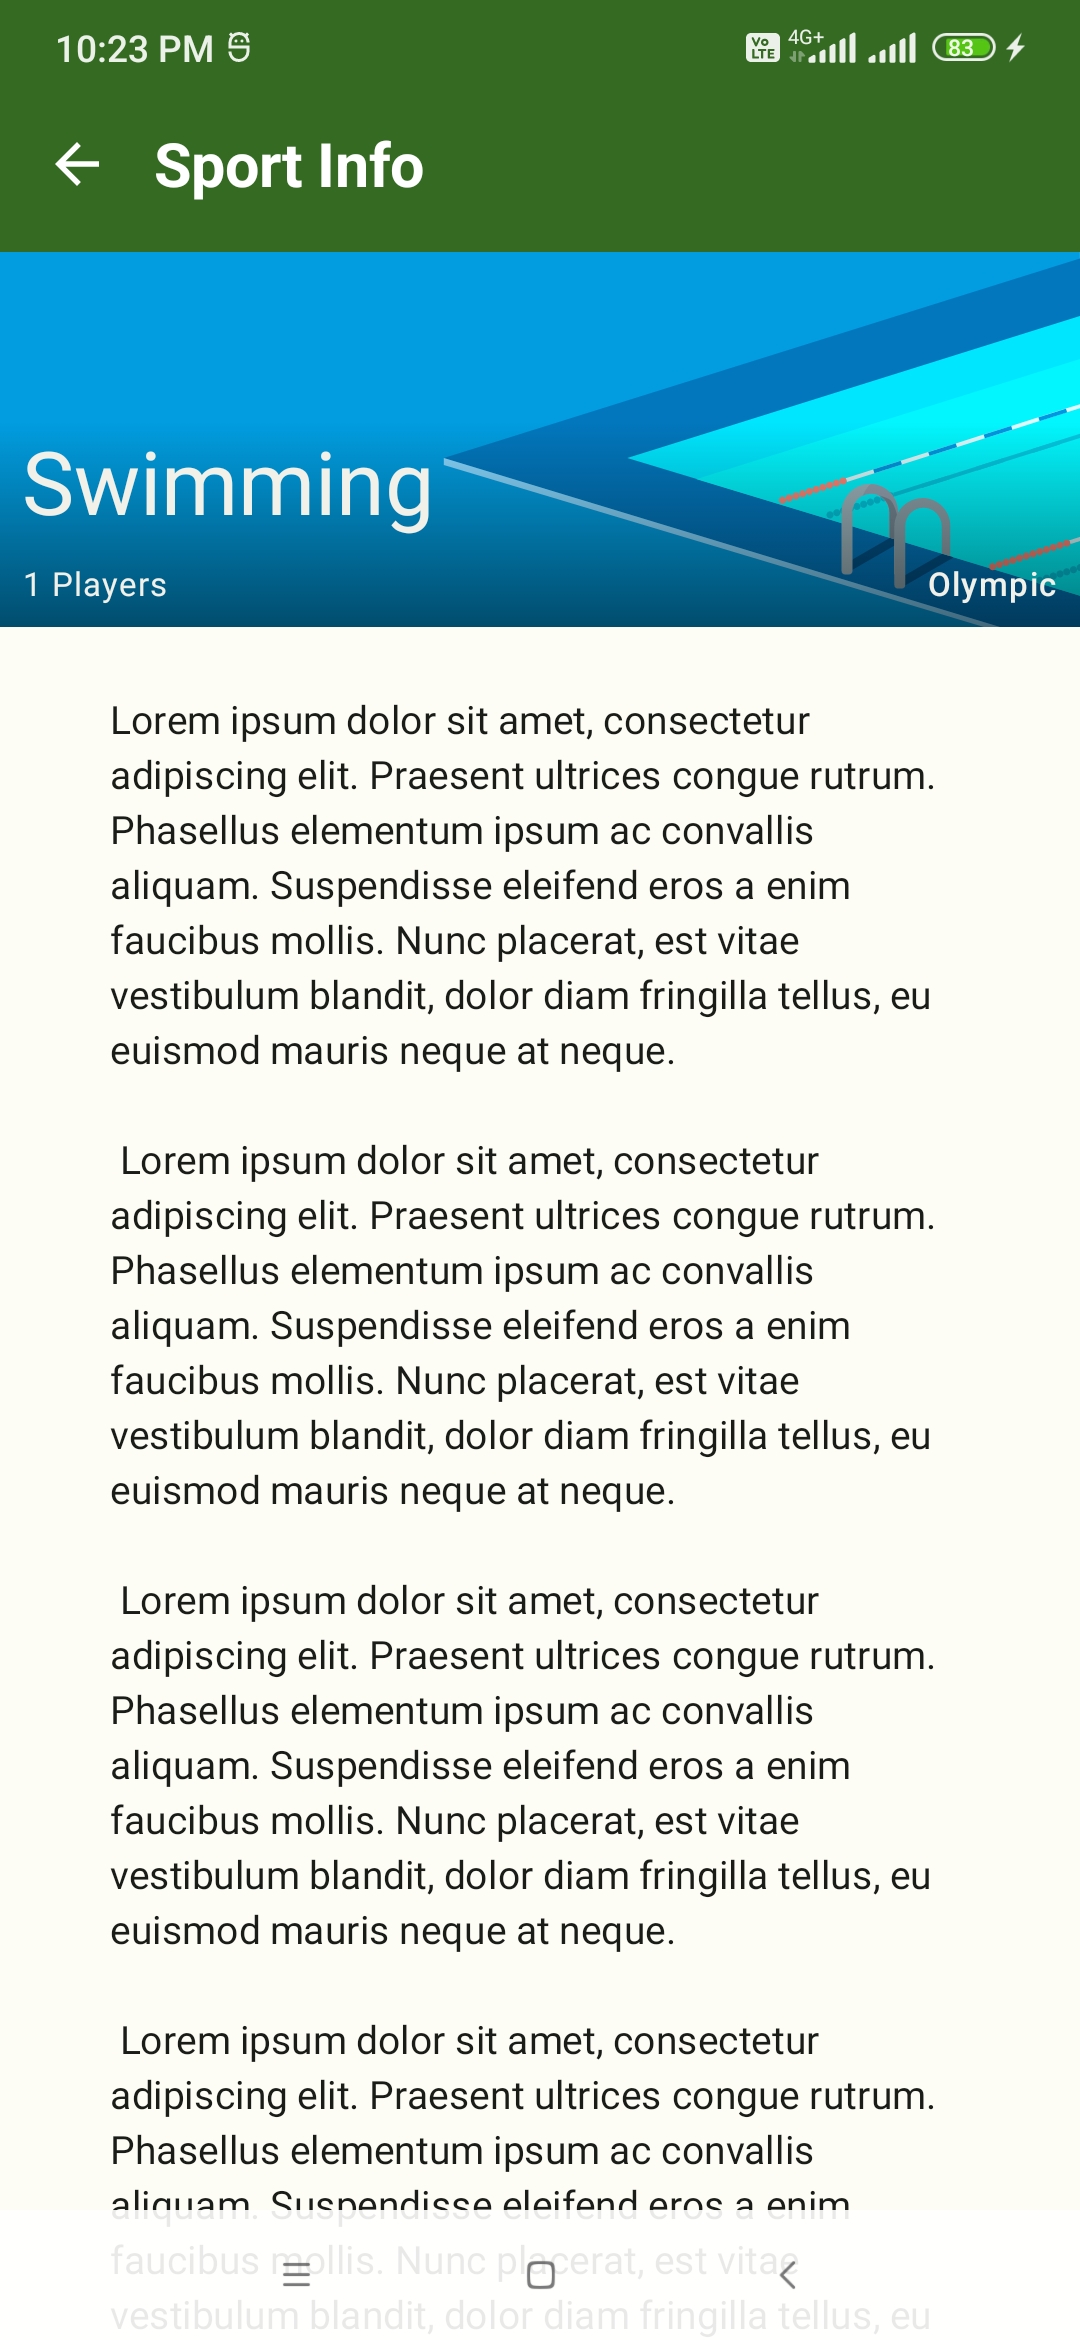 10:23 PM VoLTE 4G+ 83
Sport Info
Swimming
1 Players Olympic
Lorem ipsum dolor sit amet, consectetur
adipiscing elit. Praesent ultrices congue rutrum.
Phasellus elementum ipsum ac convallis
aliquam. Suspendisse eleifend eros a enim
faucibus mollis. Nunc placerat, est vitae
vestibulum blandit, dolor diam fringilla tellus, eu
euismod mauris neque at neque.
Lorem ipsum dolor sit amet, consectetur
adipiscing elit. Praesent ultrices congue rutrum.
Phasellus elementum ipsum ac convallis
aliquam. Suspendisse eleifend eros a enim
faucibus mollis. Nunc placerat, est vitae
vestibulum blandit, dolor diam fringilla tellus, eu
euismod mauris neque at neque.
Lorem ipsum dolor sit amet, consectetur
adipiscing elit. Praesent ultrices congue rutrum.
Phasellus elementum ipsum ac convallis
aliquam. Suspendisse eleifend eros a enim
faucibus mollis. Nunc placerat, est vitae
vestibulum blandit, dolor diam fringilla tellus, eu
euismod mauris neque at neque.
Lorem ipsum dolor sit amet, consectetur
adipiscing elit. Praesent ultrices congue rutrum.
Phasellus elementum ipsum ac convallis
aliquam. Suspendisse eleifend eros a enim
faucibus mollis. Nunc placerat, est vitae
vestibulum blandit, dolor diam fringilla tellus, eu